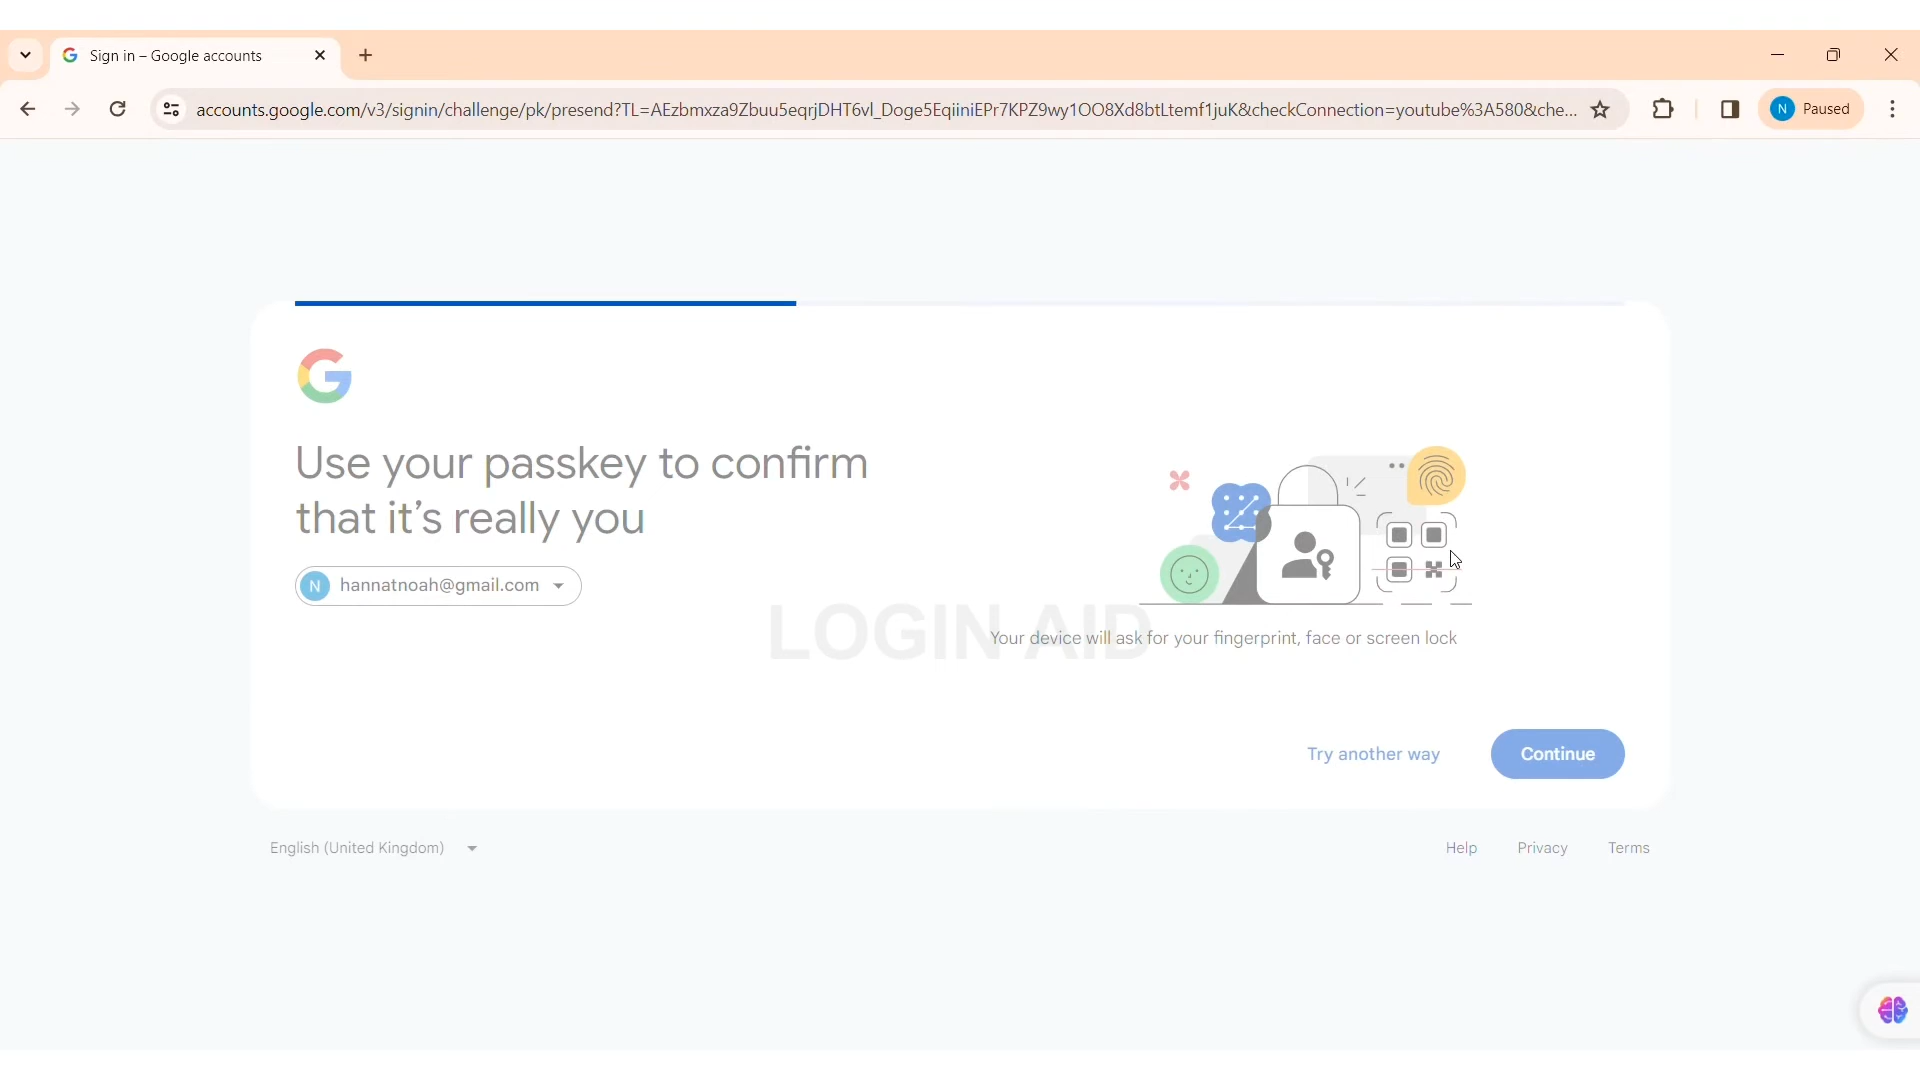 Sign in – Google accounts
accounts.google.com/v3/signin/challenge/pk/presend?TL=AEzbmxza9Zbuu5eqrjDHT6vl_Doge5EqiiniEPr7KPZ9wy1OO8Xd8btLtemf1juK&checkConnection=youtube%3A580&che...
N Paused
Use your passkey to confirm
that it's really you
N hannatnoah@gmail.com
LOGIN AID
Your device will ask for your fingerprint, face or screen lock
Try another way
Continue
English (United Kingdom)
Help Privacy Terms